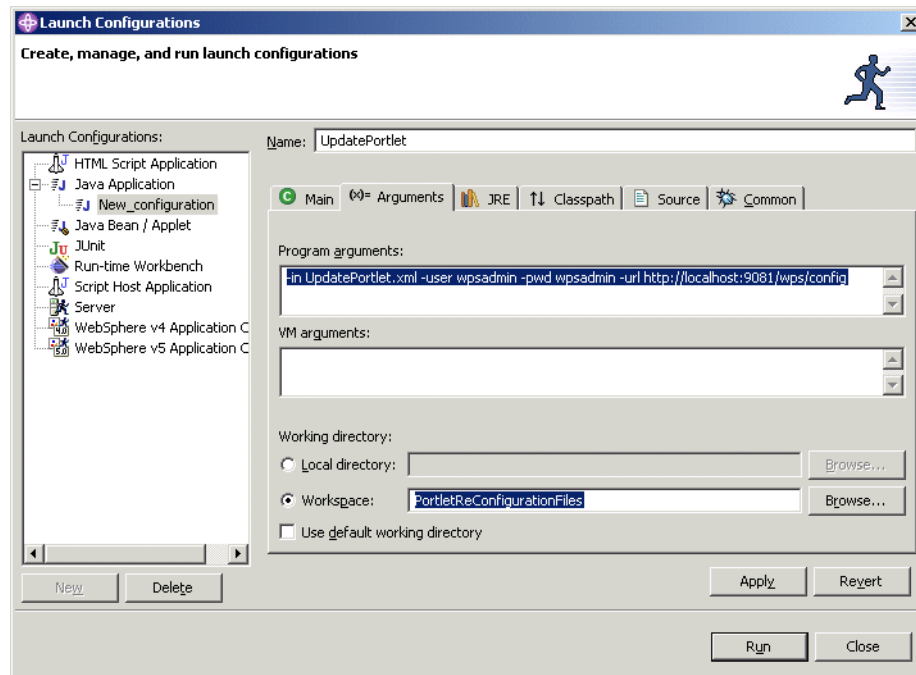 Launch Configurations
Create, manage, and run launch configurations
Launch Configurations:
HTML Script Application
Java Application
New_configuration
Java Bean / Applet
JUnit
Run-time Workbench
Script Host Application
Server
WebSphere v4 Application C
WebSphere v5 Application C
New
Delete
Name: UpdatePortlet
Main (x)= Arguments JRE Classpath Source Common
Program arguments:
-in UpdatePortlet.xml -user wpsadmin -pwd wpsadmin -url http://localhost:9081/wps/config
VM arguments:
Working directory:
Local directory: Browse...
Workspace: PortletReConfigurationFiles Browse...
Use default working directory
Apply Revert
Run Close